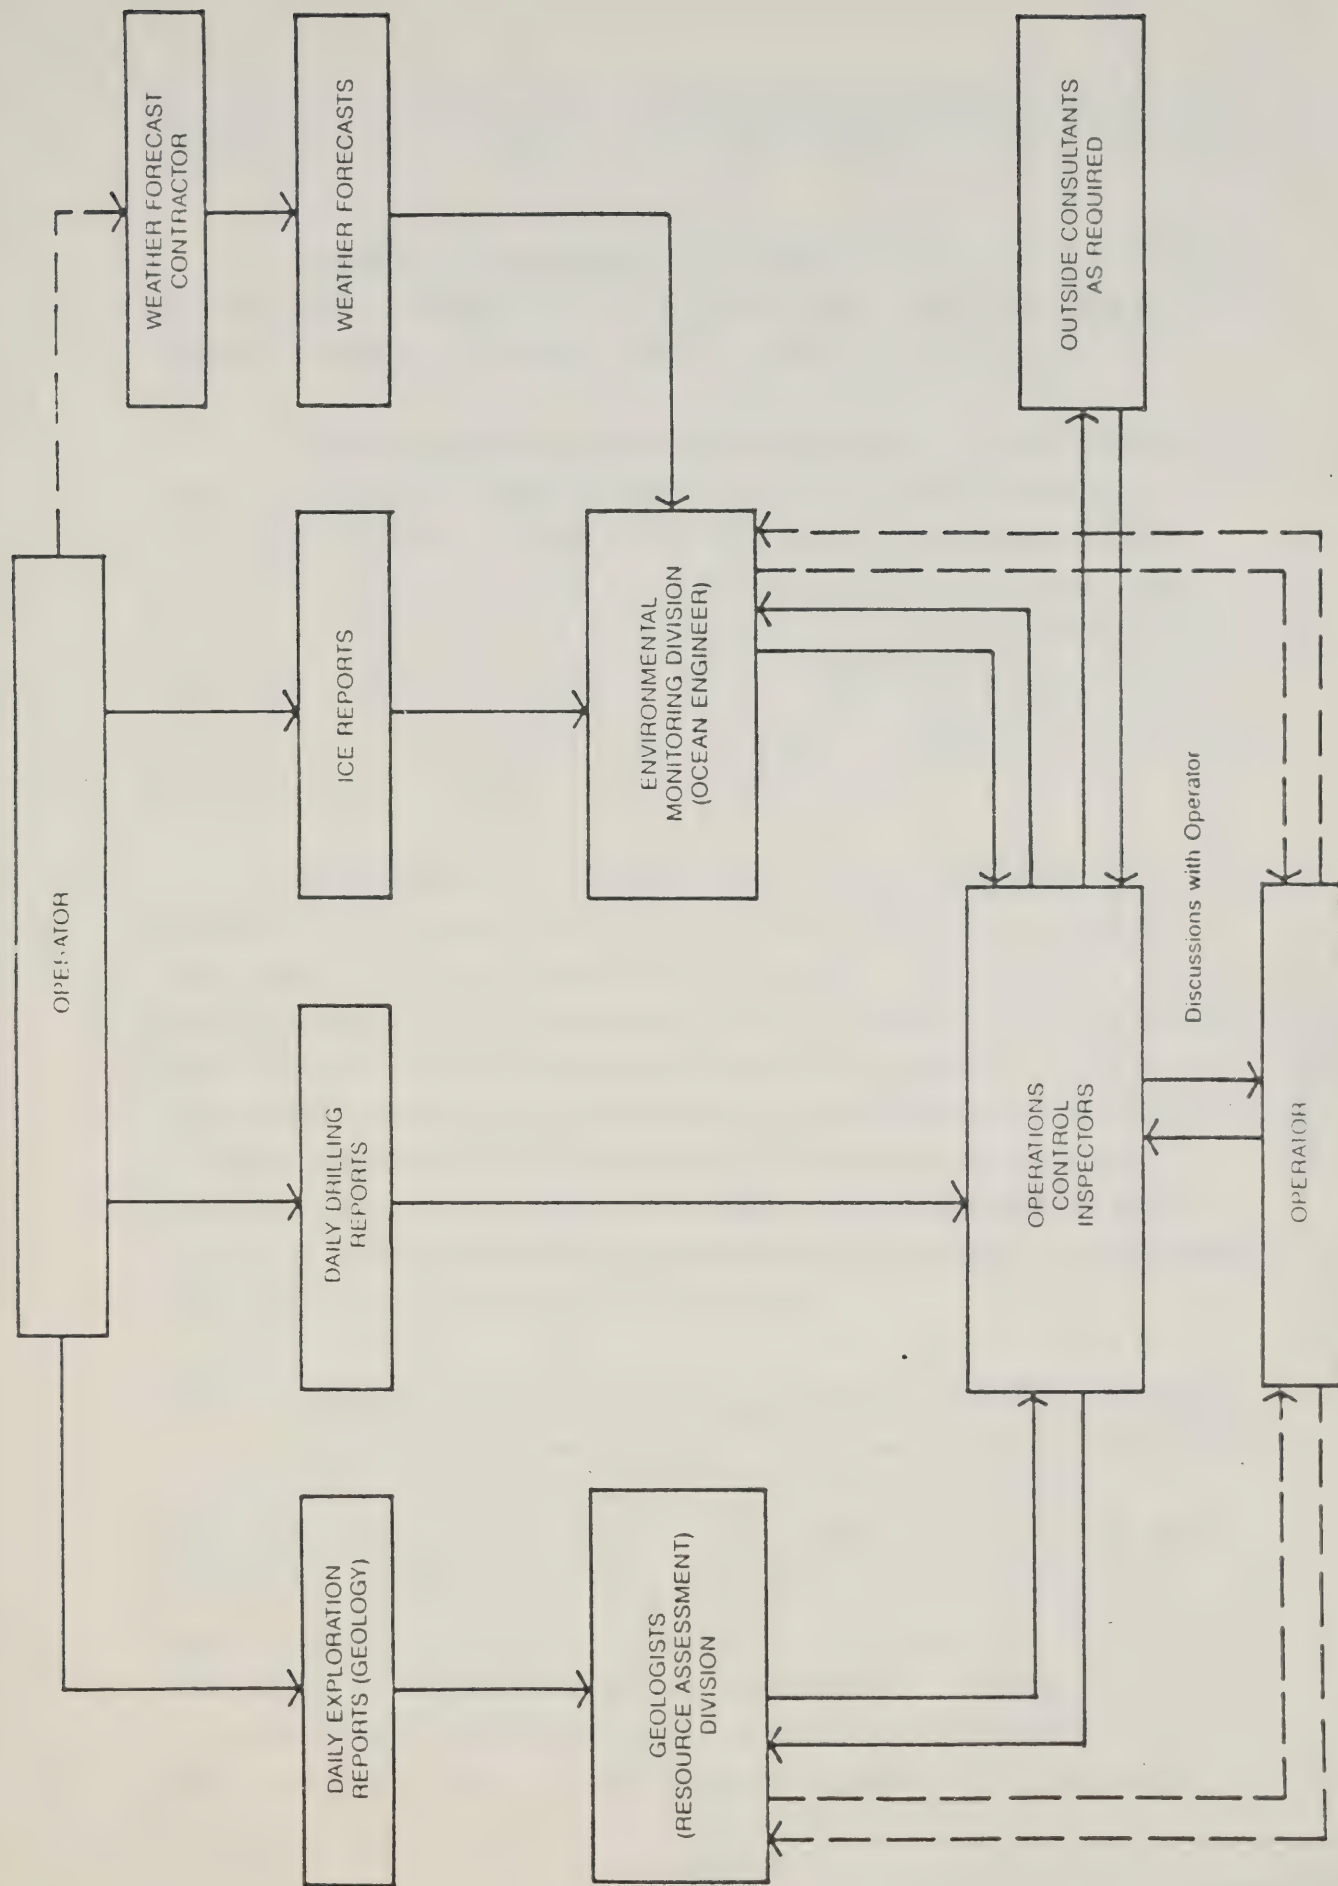 OPERATOR
WEATHER FORECAST
CONTRACTOR
DAILY EXPLORATION
REPORTS (GEOLOGY)
DAILY DRILLING
REPORTS
ICE REPORTS
WEATHER FORECASTS
GEOLOGISTS
(RESOURCE ASSESSMENT)
DIVISION
ENVIRONMENTAL
MONITORING DIVISION
(OCEAN ENGINEER)
OPERATIONS
CONTROL
INSPECTORS
OUTSIDE CONSULTANTS
AS REQUIRED
Discussions with Operator
OPERATOR